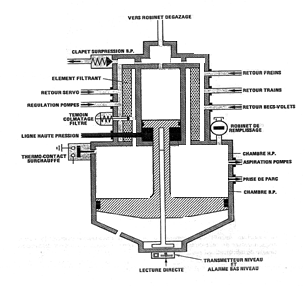 VERS ROBINET DEGAZAGE
CLAPET SURPRESSION B.P.
ELEMENT FILTRANT
RETOUR SERVO
REGULATION POMPES
TEMOIN
COLMATAGE
FILTRE
LIGNE HAUTE PRESSION
THERMO-CONTACT
SURCHAUFFE
RETOUR FREINS
RETOUR TRAINS
RETOUR BECS-VOLETS
ROBINET DE
REMPLISSAGE
CHAMBRE H.P.
ASPIRATION POMPES
PRISE DE PARC
CHAMBRE B.P.
TRANSMETTEUR NIVEAU
ET
ALARME BAS NIVEAU
LECTURE DIRECTE